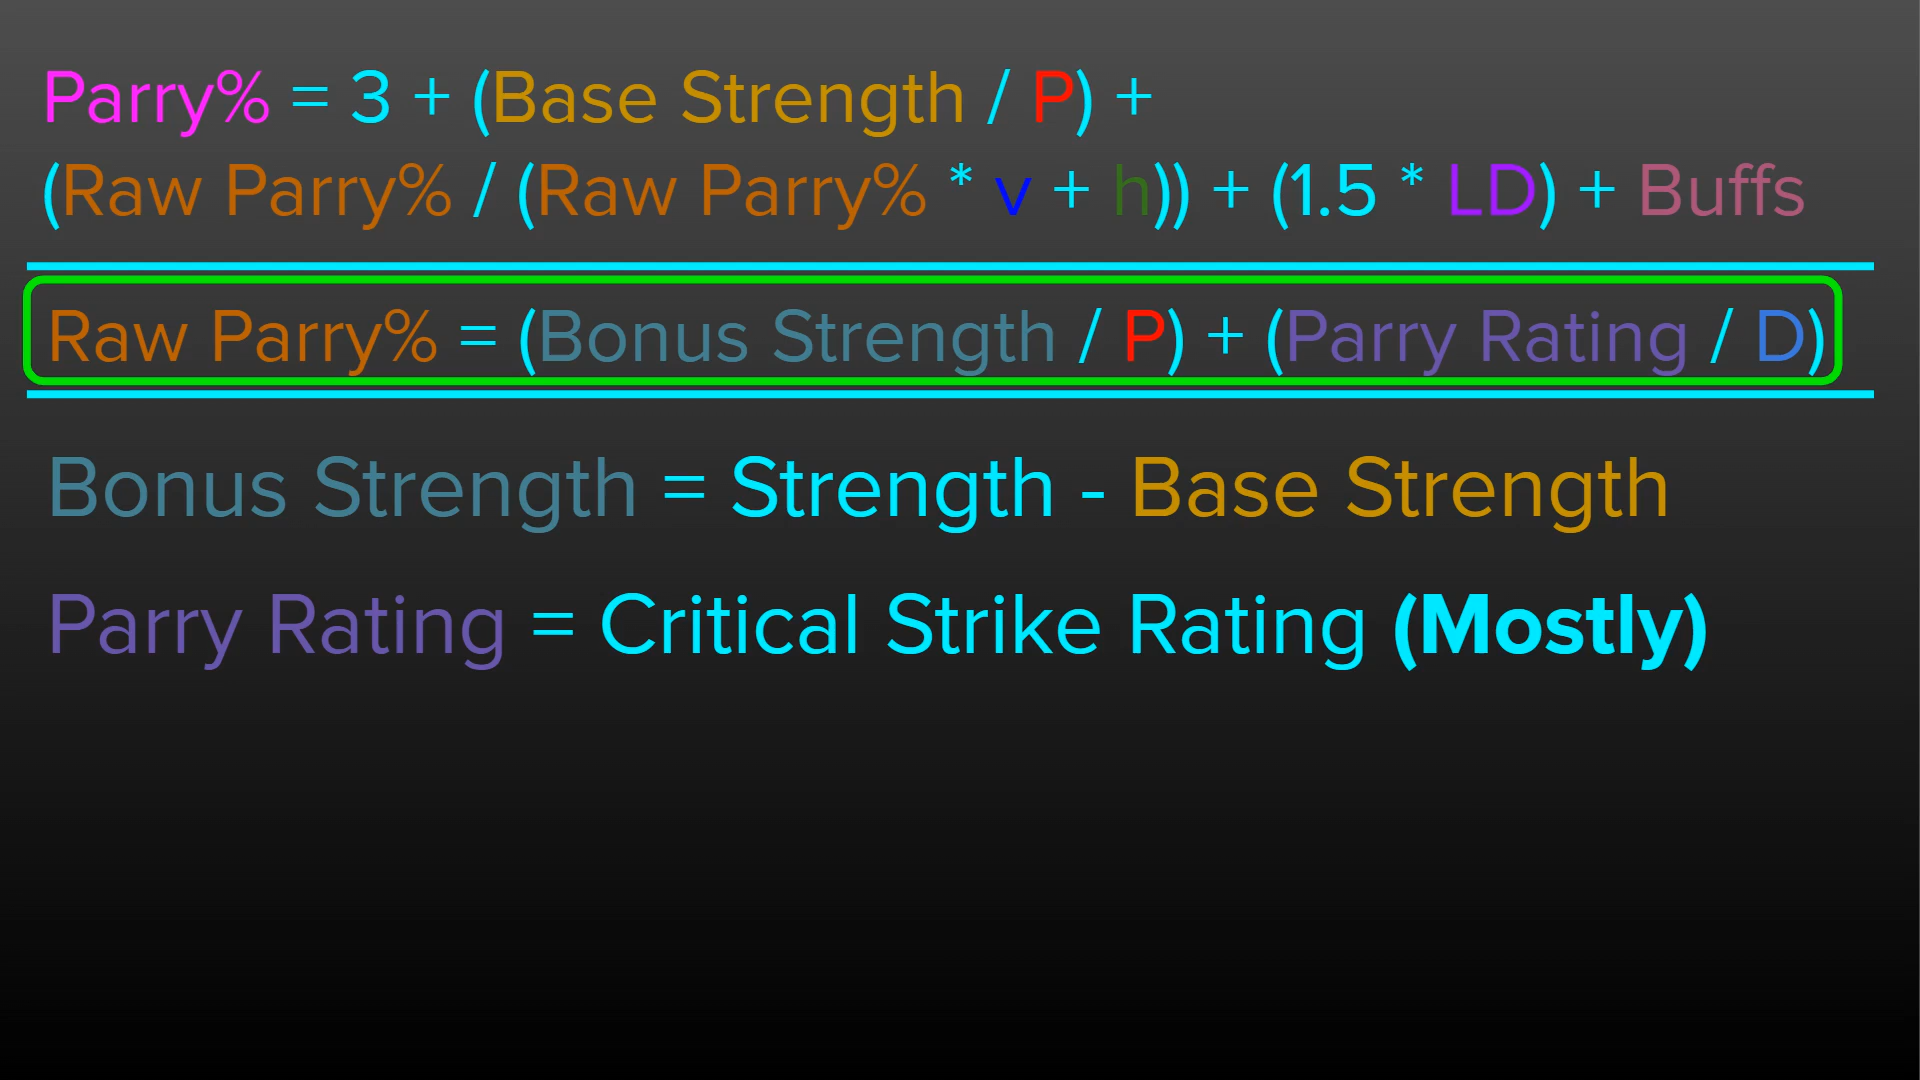 Parry% = 3 + (Base Strength / P) +
(Raw Parry% / (Raw Parry% * v + h)) + (1.5 * LD) + Buffs
Raw Parry% = (Bonus Strength / P) + (Parry Rating / D)
Bonus Strength = Strength - Base Strength
Parry Rating = Critical Strike Rating (Mostly)